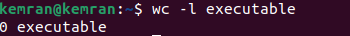 kemran@kemran:~$ wc -l executable
0 executable